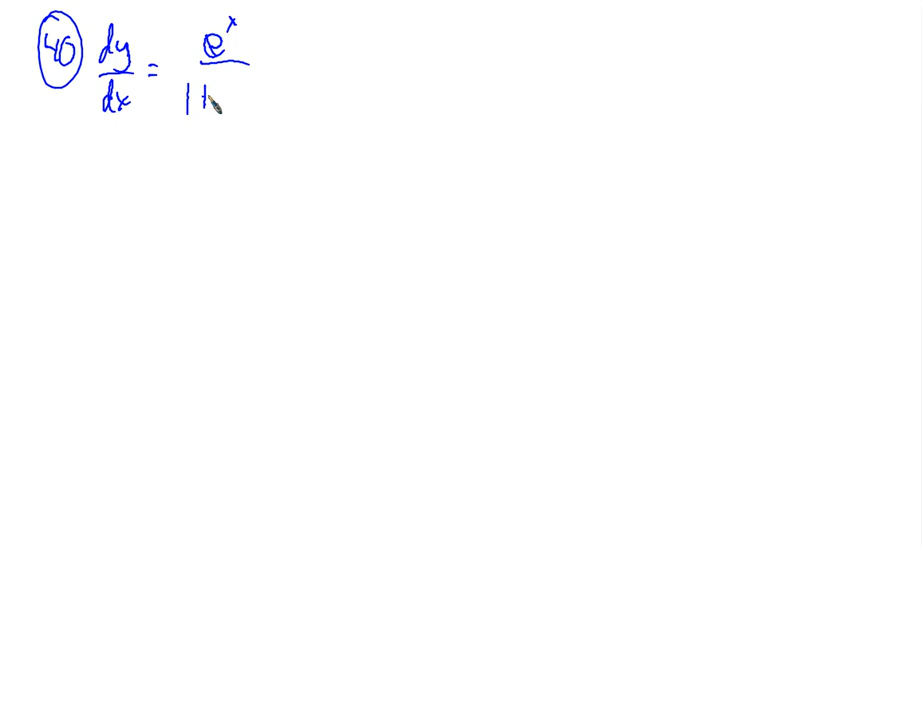 40 dy/dx = e^x / 1+